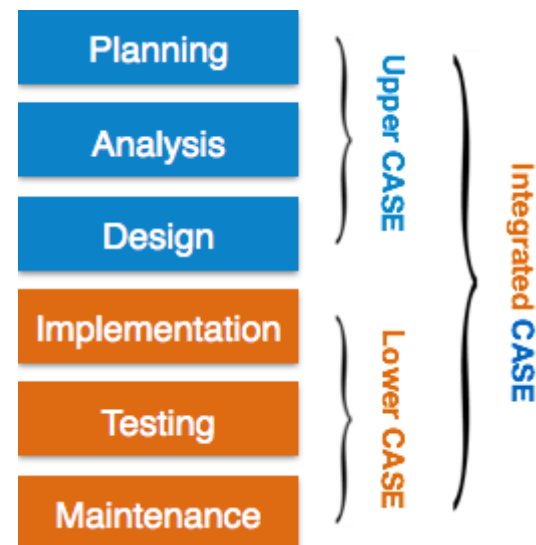 Planning
Analysis
Design
Implementation
Testing
Maintenance
Upper CASE
Lower CASE
Integrated CASE